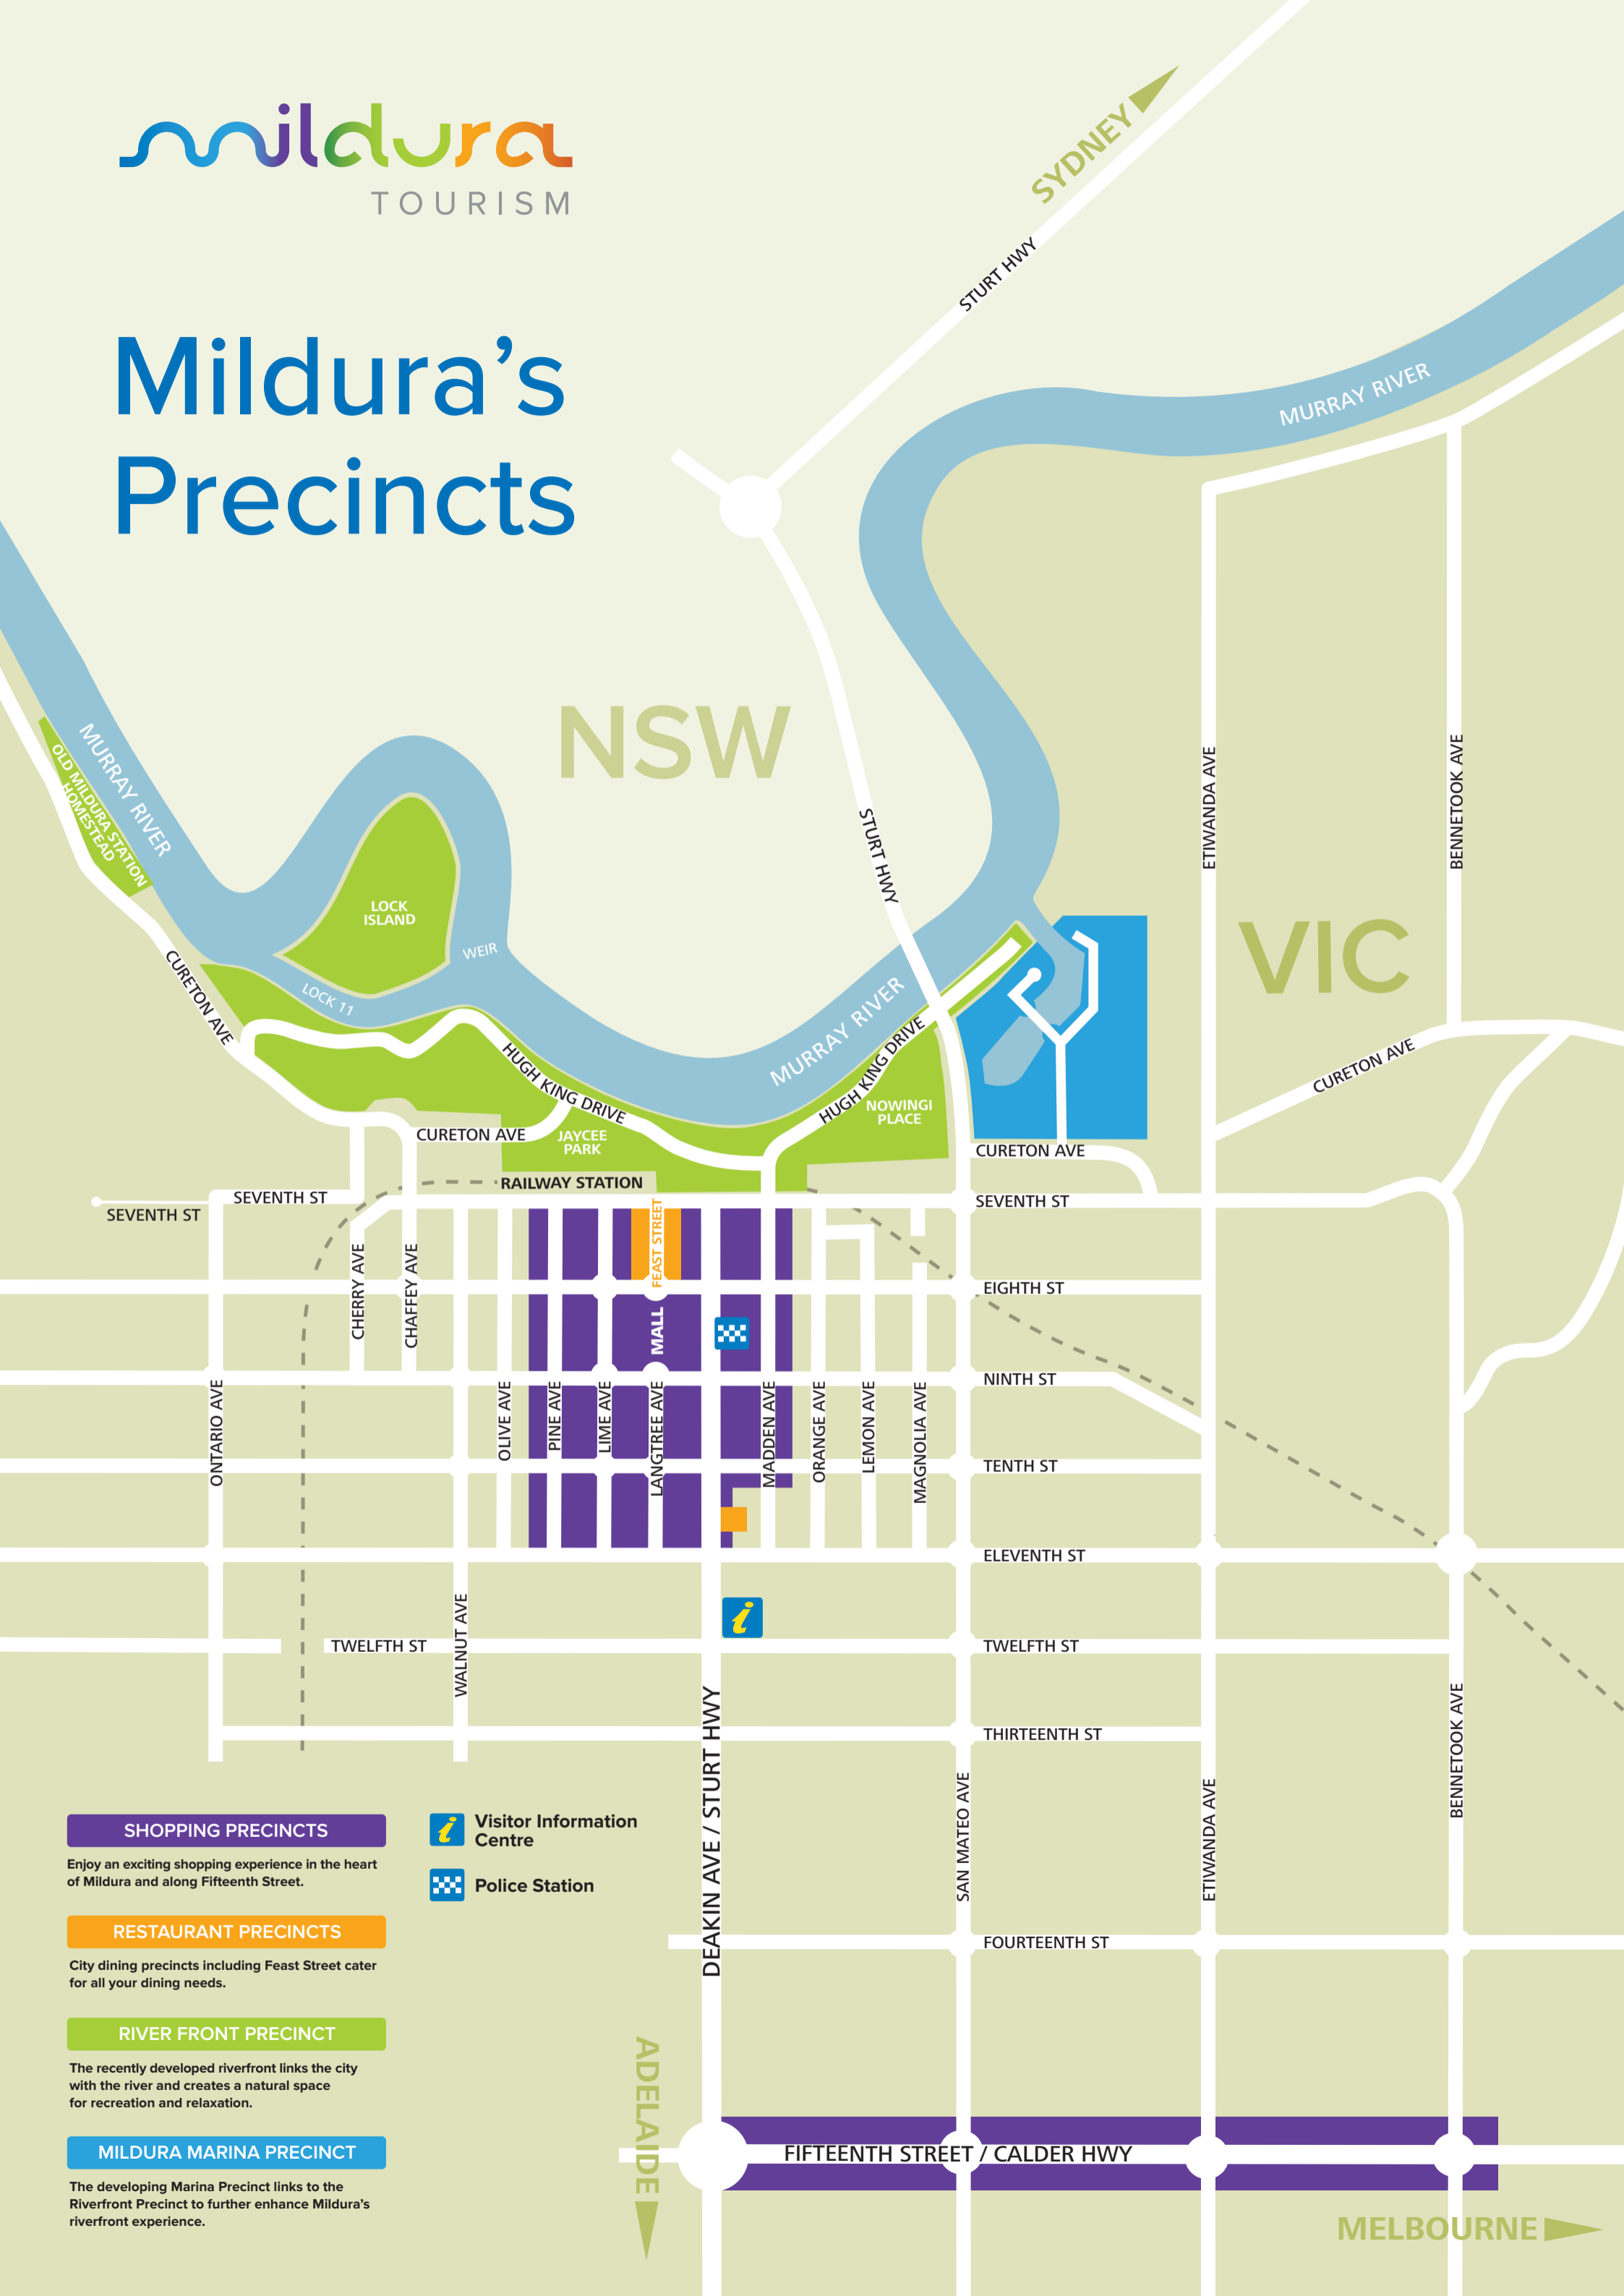 mildura
TOURISM
Mildura's
Precincts
SYDNEY
STURT HWY
MURRAY RIVER
NSW
STURT HWY
ETIWANDA AVE
BENNETOOK AVE
VIC
MURRAY RIVER
OLD MILDURA STATION
HOMESTEAD
LOCK
ISLAND
WEIR
LOCK 11
CURETON AVE
MURRAY RIVER
HUGH KING DRIVE
HUGH KING DRIVE
NOWINGI
PLACE
JAYCEE
PARK
CURETON AVE
CURETON AVE
CURETON AVE
RAILWAY STATION
SEVENTH ST
SEVENTH ST
SEVENTH ST
FEAST STREET
CHERRY AVE
CHAFFEY AVE
MALL
EIGHTH ST
NINTH ST
ONTARIO AVE
OLIVE AVE
PINE AVE
LIME AVE
LANGTREE AVE
MADDEN AVE
ORANGE AVE
LEMON AVE
MAGNOLIA AVE
TENTH ST
ELEVENTH ST
i
TWELFTH ST
WALNUT AVE
TWELFTH ST
THIRTEENTH ST
DEAKIN AVE / STURT HWY
SAN MATEO AVE
ETIWANDA AVE
BENNETOOK AVE
FOURTEENTH ST
SHOPPING PRECINCTS
Enjoy an exciting shopping experience in the heart
of Mildura and along Fifteenth Street.
RESTAURANT PRECINCTS
City dining precincts including Feast Street cater
for all your dining needs.
RIVER FRONT PRECINCT
The recently developed riverfront links the city
with the river and creates a natural space
for recreation and relaxation.
MILDURA MARINA PRECINCT
The developing Marina Precinct links to the
Riverfront Precinct to further enhance Mildura's
riverfront experience.
i
Visitor Information
Centre
Police Station
ADELAIDE
FIFTEENTH STREET / CALDER HWY
MELBOURNE